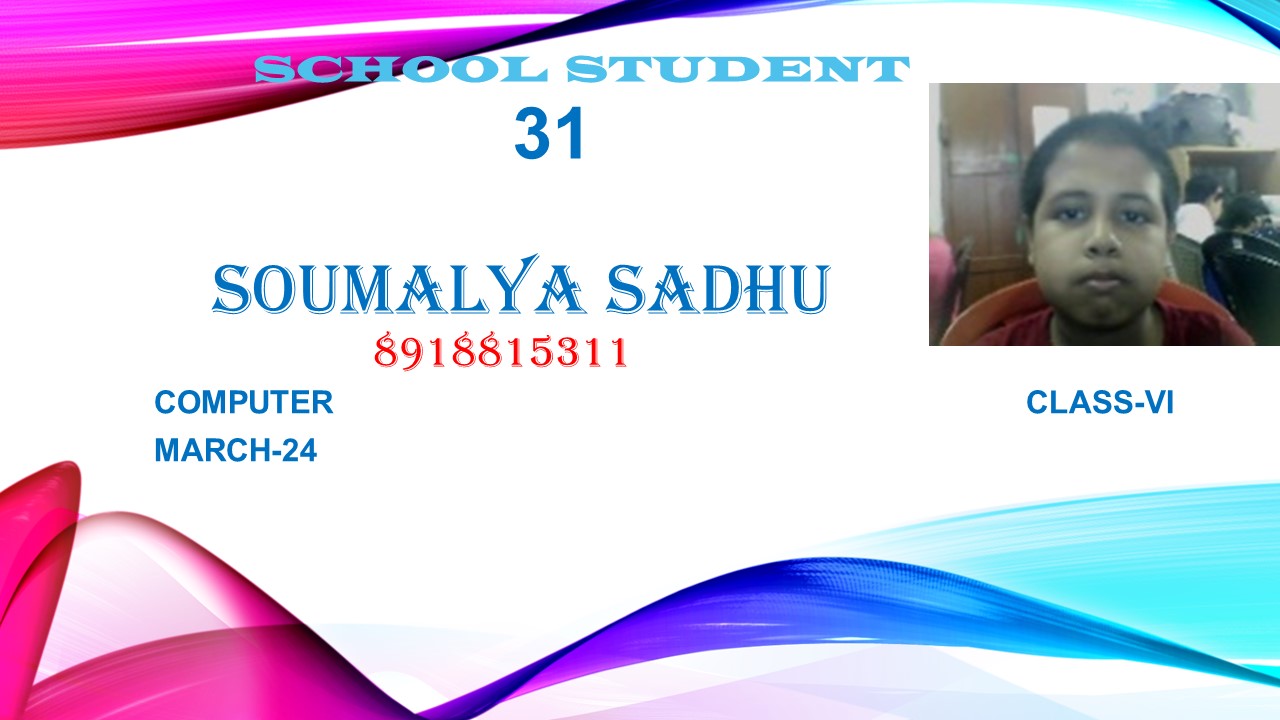 SCHOOL STUDENT
31
SOUMALYA SADHU
8918815311
COMPUTER CLASS-VI
MARCH-24